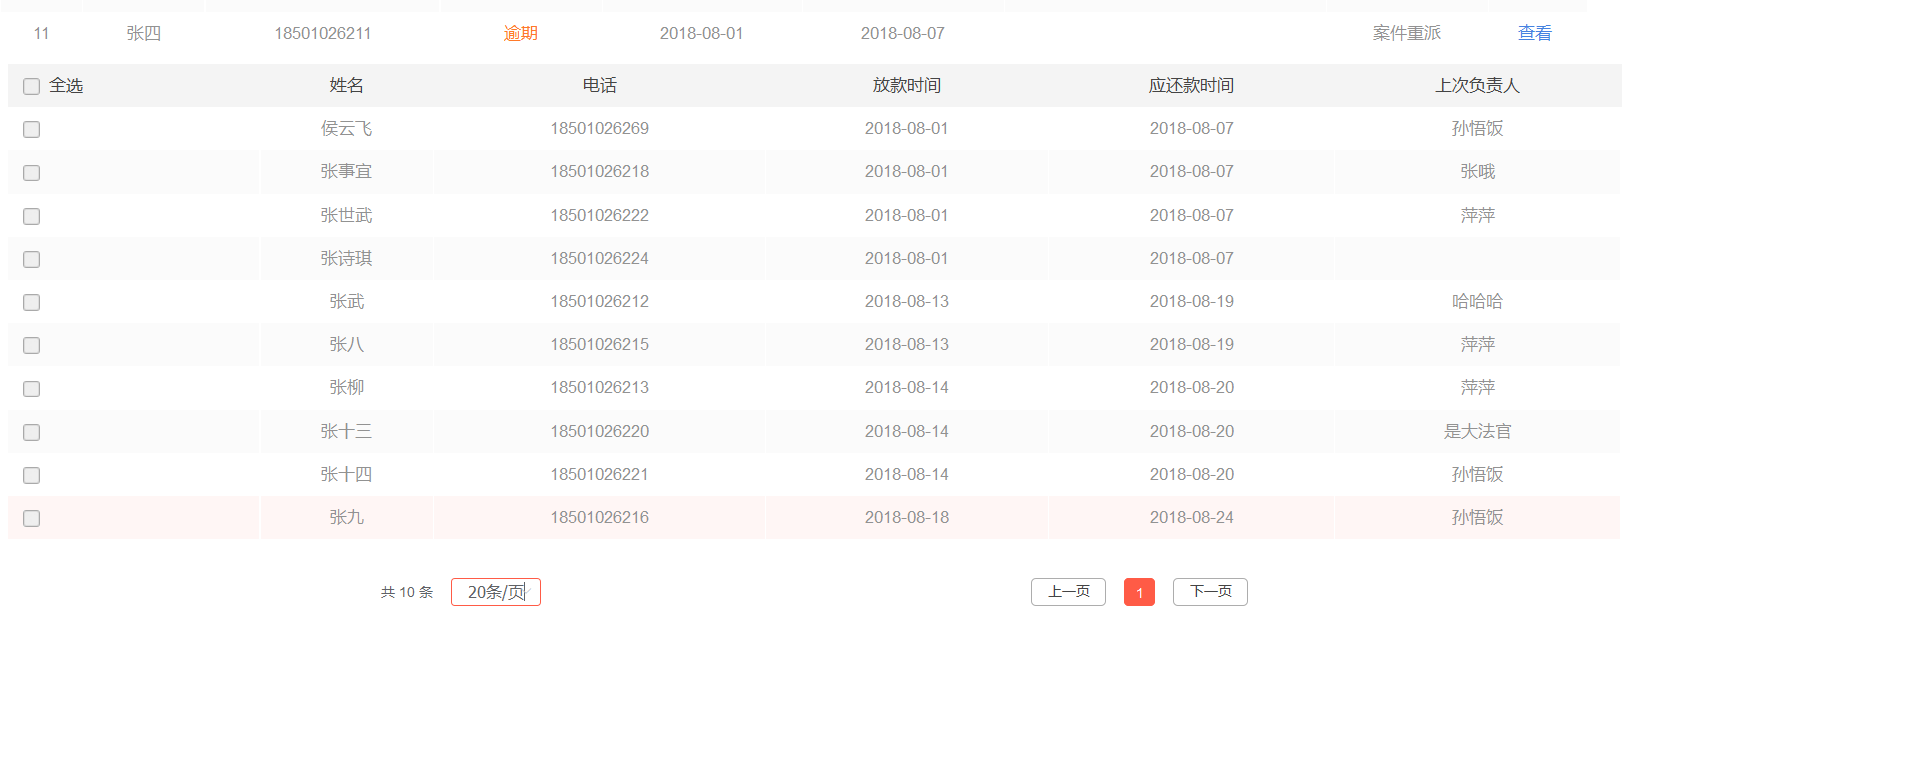 11 张四 18501026211 逾期 2018-08-01 2018-08-07 案件重派 查看
全选 姓名 电话 放款时间 应还款时间 上次负责人
侯云飞 18501026269 2018-08-01 2018-08-07 孙悟饭
张事宜 18501026218 2018-08-01 2018-08-07 张哦
张世武 18501026222 2018-08-01 2018-08-07 萍萍
张诗琪 18501026224 2018-08-01 2018-08-07
张武 18501026212 2018-08-13 2018-08-19 哈哈哈
张八 18501026215 2018-08-13 2018-08-19 萍萍
张柳 18501026213 2018-08-14 2018-08-20 萍萍
张十三 18501026220 2018-08-14 2018-08-20 是大法官
张十四 18501026221 2018-08-14 2018-08-20 孙悟饭
张九 18501026216 2018-08-18 2018-08-24 孙悟饭
共 10 条 20条/页 上一页 1 下一页